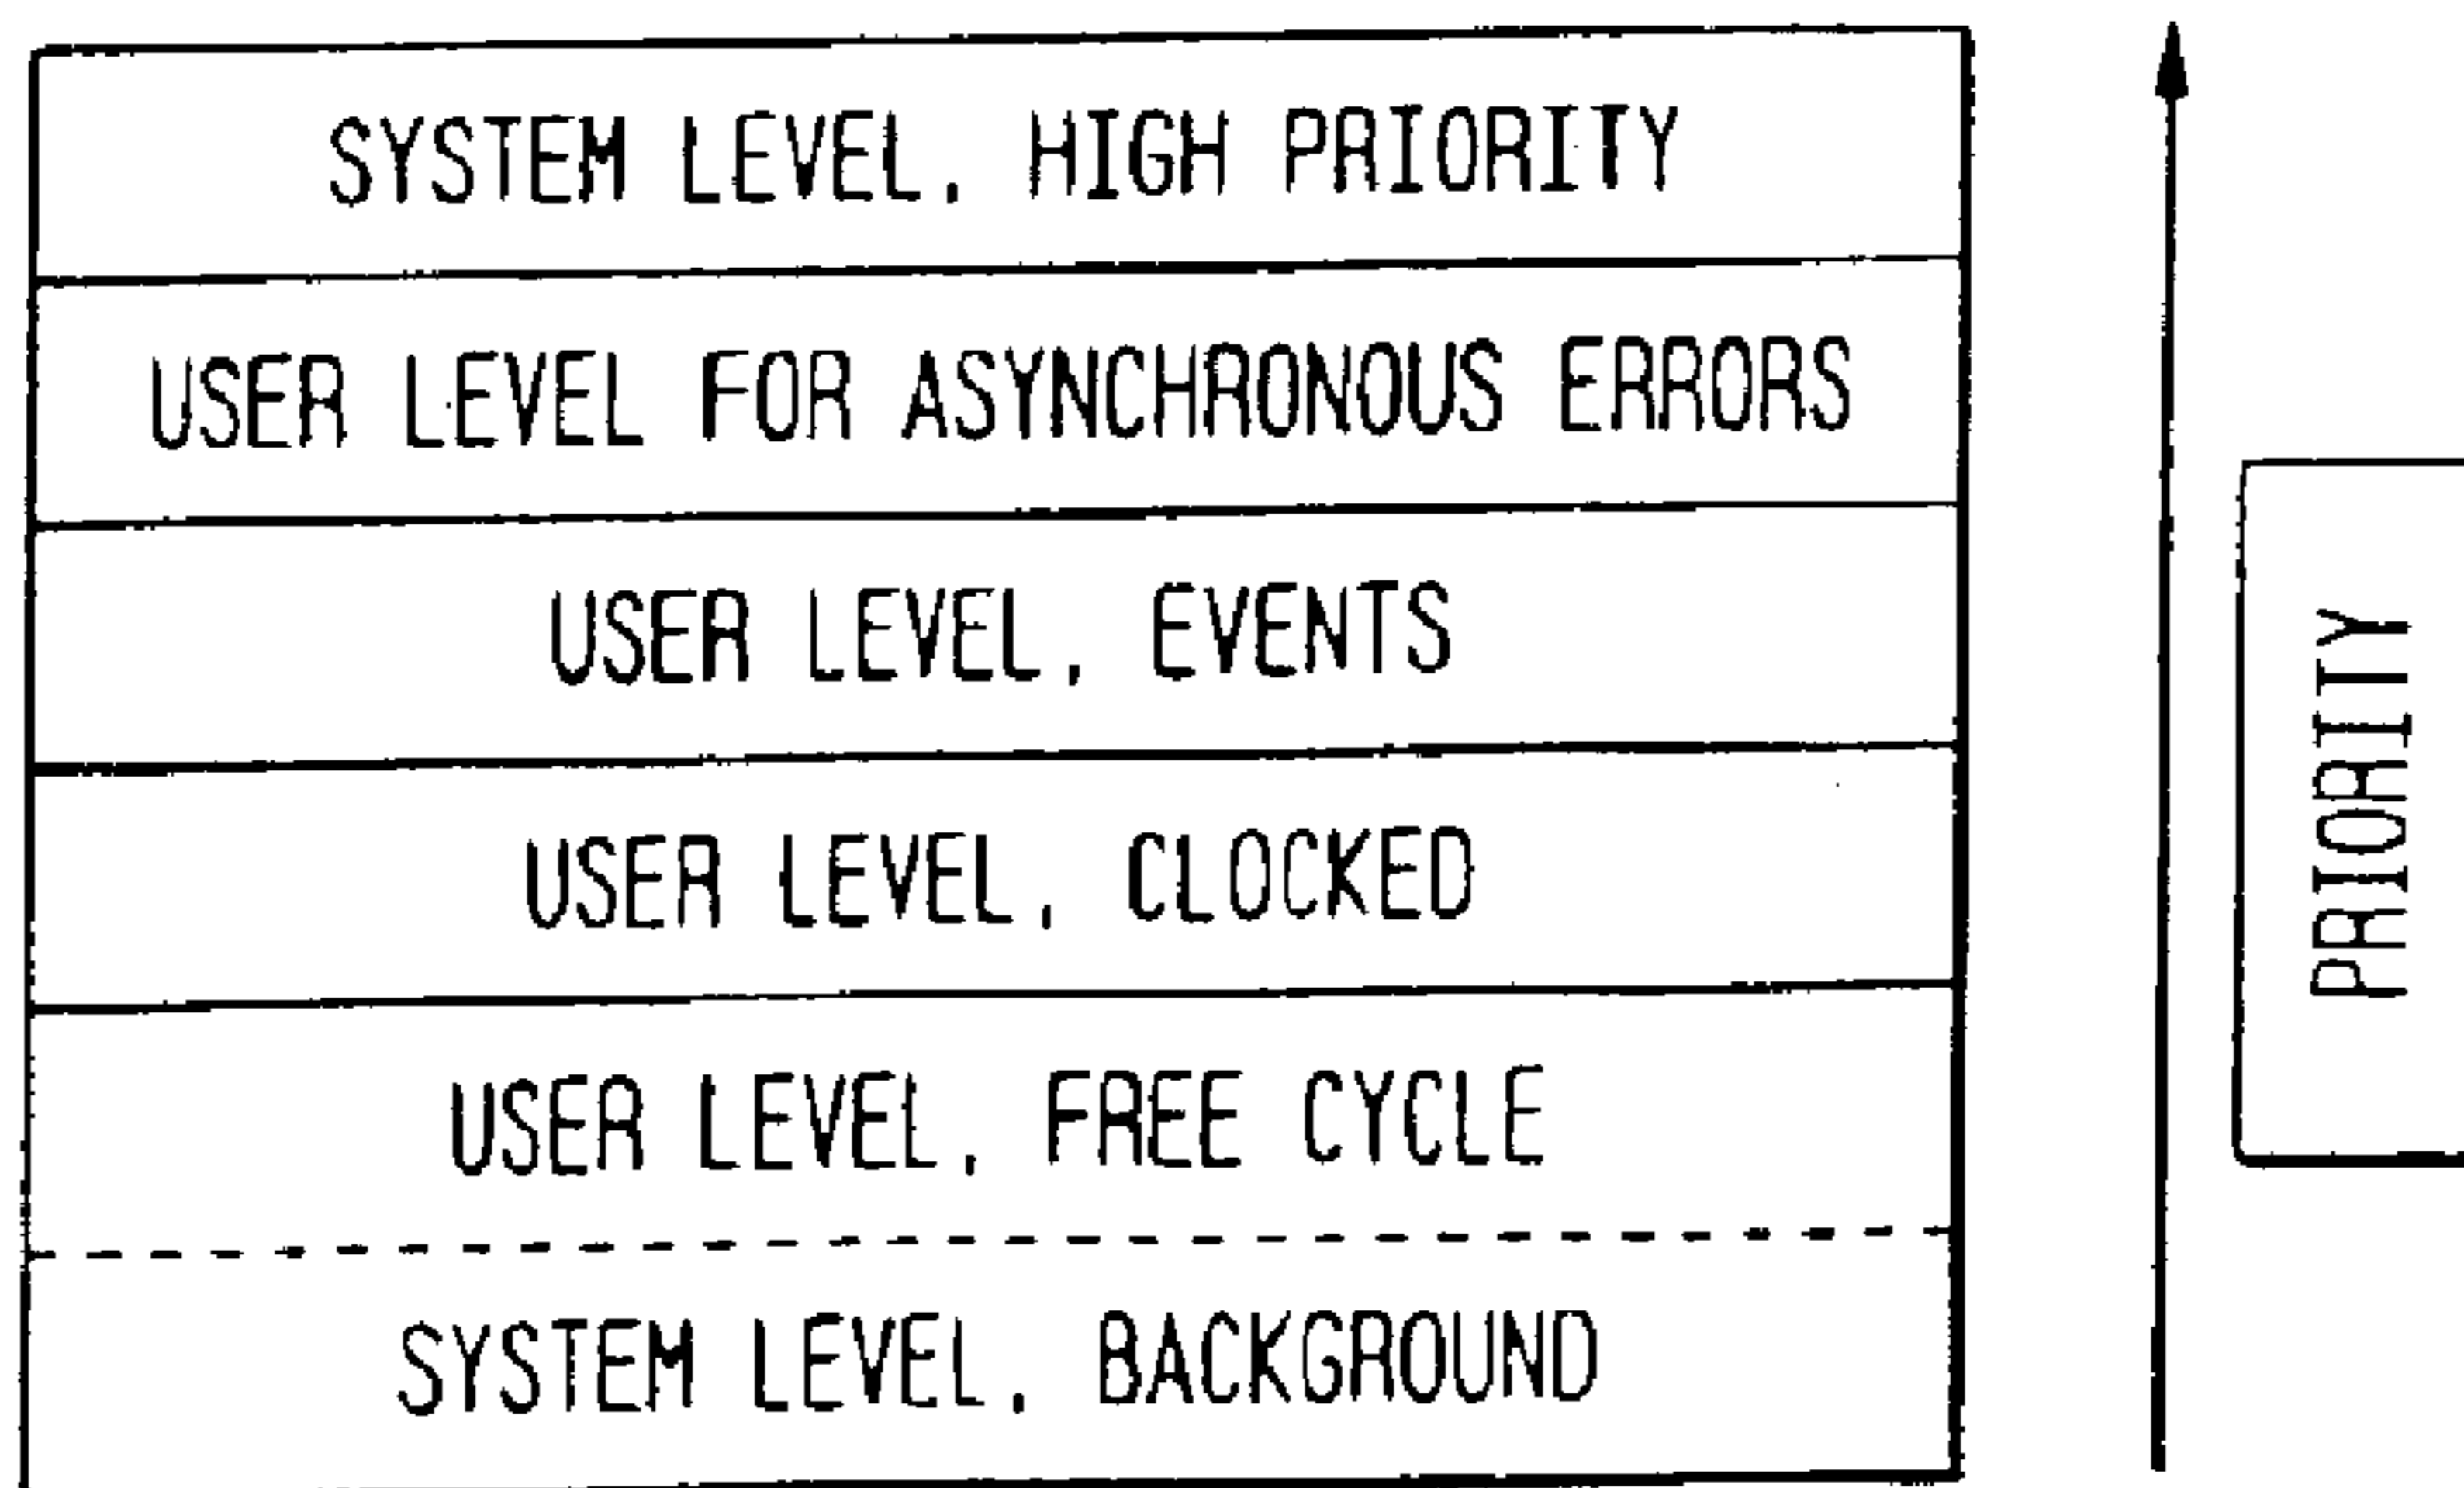 SYSTEM LEVEL, HIGH PRIORITY
USER LEVEL FOR ASYNCHRONOUS ERRORS
USER LEVEL, EVENTS
USER LEVEL, CLOCKED
USER LEVEL, FREE CYCLE
SYSTEM LEVEL, BACKGROUND
PRIORITY